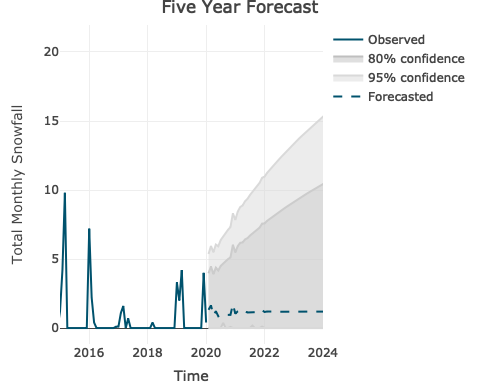 Five Year Forecast
20
15
10
5
0
Total Monthly Snowfall
2016 2018 2020 2022 2024
Time
Observed
80% confidence
95% confidence
Forecasted